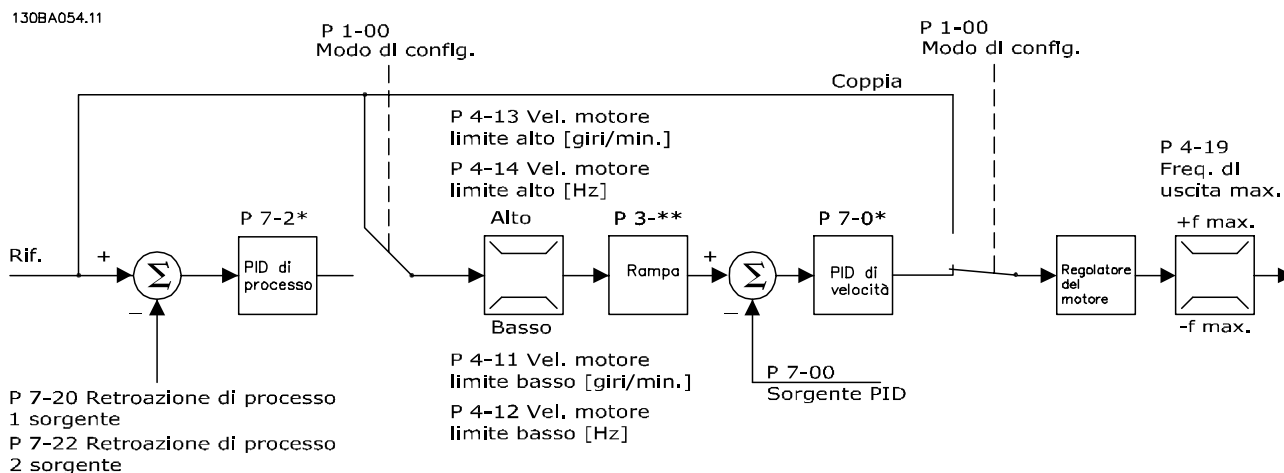 130BA054.11
P 1-00
Modo di config.
P 1-00
Modo di config.
Coppia
P 4-13 Vel. motore
limite alto [giri/min.]
P 4-14 Vel. motore
limite alto [Hz]
P 4-19
Freq. di
uscita max.
P 7-2*
Alto
P 3-**
P 7-0*
+f max.
Rif.
+
Σ
PID di
processo
Rampa
+
Σ
PID di
velocità
Regolatore
del
motore
−
−
Basso
-f max.
P 4-11 Vel. motore
limite basso [giri/min.]
P 4-12 Vel. motore
limite basso [Hz]
P 7-00
Sorgente PID
P 7-20 Retroazione di processo
1 sorgente
P 7-22 Retroazione di processo
2 sorgente